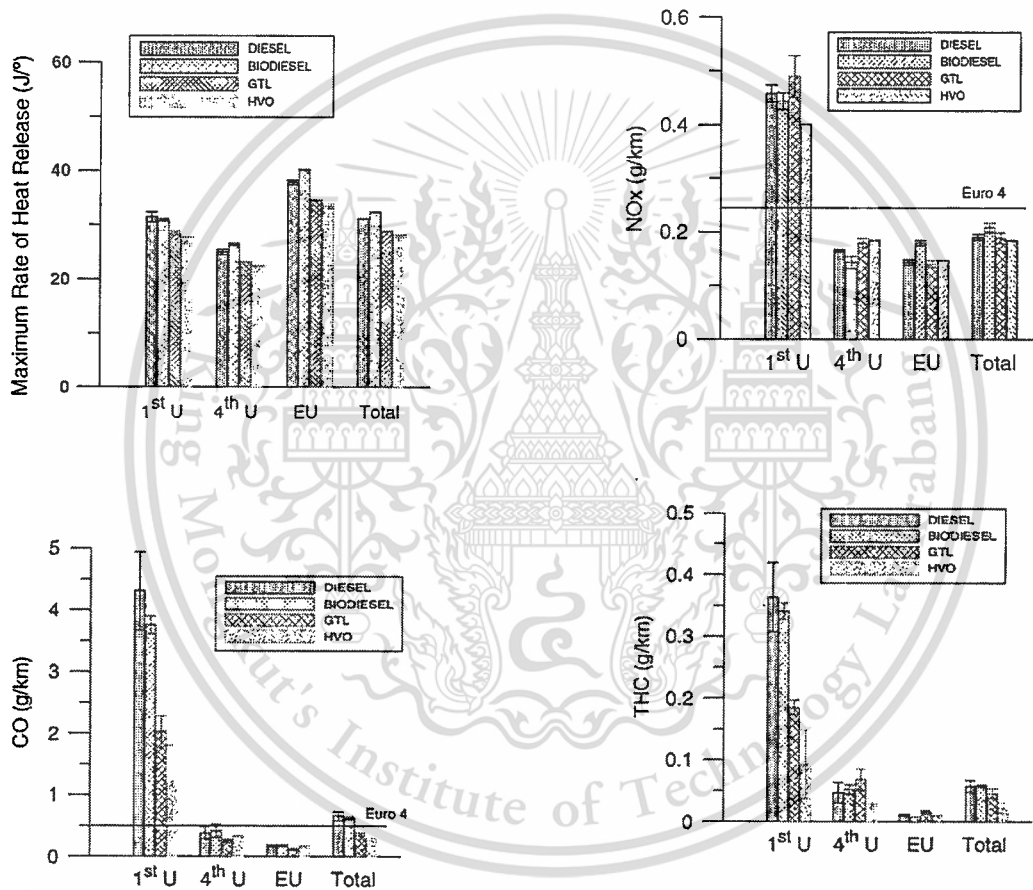 DIESEL
BIODIESEL
GTL
HVO
Maximum Rate of Heat Release (J/°)
60
40
20
0
1st U
4th U
EU
Total
DIESEL
BIODIESEL
GTL
HVO
NOx (g/km)
0.6
0.4
0.2
0
Euro 4
1st U
4th U
EU
Total
DIESEL
BIODIESEL
GTL
HVO
CO (g/km)
5
4
3
2
1
0
Euro 4
1st U
4th U
EU
Total
DIESEL
BIODIESEL
GTL
HVO
THC (g/km)
0.5
0.4
0.3
0.2
0.1
0
1st U
4th U
EU
Total
King Mongkut's Institute of Technology Ladkrabang